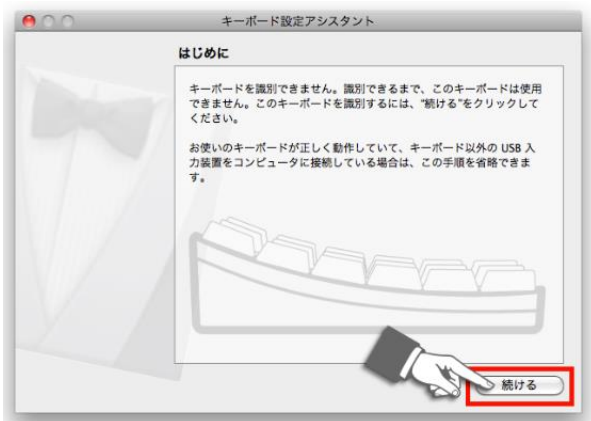 キーボード設定アシスタント
はじめに
キーボードを識別できません。識別できるまで、このキーボードは使用
できません。このキーボードを識別するには、"続ける"をクリックして
ください。
お使いのキーボードが正しく動作していて、キーボード以外の USB 入
力装置をコンピュータに接続している場合は、この手順を省略できま
す。
続ける